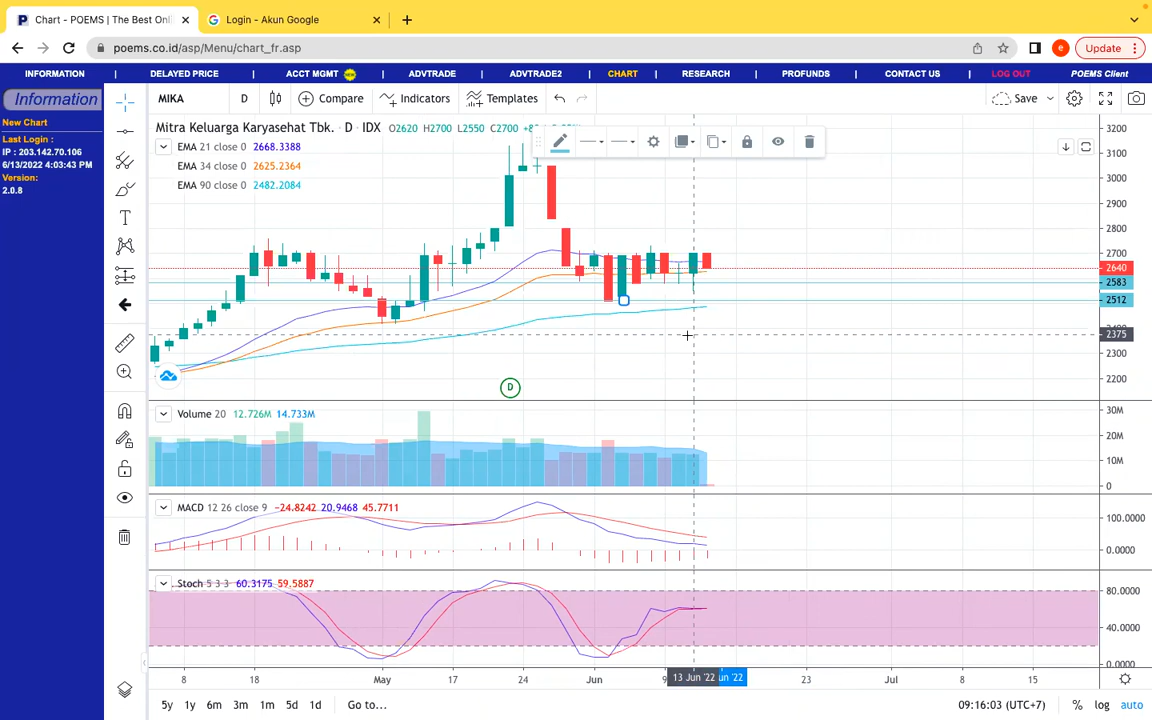 Chart - POEMS | The Best Onli
Login - Akun Google
poems.co.id/asp/Menu/chart_fr.asp
Update
INFORMATION | DELAYED PRICE | ACCT MGMT NEW | ADVTRADE | ADVTRADE2 | CHART | RESEARCH | PROFUNDS | CONTACT US | LOG OUT POEMS Client
Information
New Chart
Last Login :
IP : 203.142.70.106
6/13/2022 4:03:43 PM
Version:
2.0.8
MIKA D Compare Indicators Templates Save
Mitra Keluarga Karyasehat Tbk. D IDX O2620 H2700 L2550 C2700
EMA 21 close 0 2668.3388
EMA 34 close 0 2625.2364
EMA 90 close 0 2482.2084
3200
3100
3000
2900
2800
2700
2640
2583
2512
2375
2300
2200
D
Volume 20 12.726M 14.733M
30M
20M
10M
0
MACD 12 26 close 9 −24.8242 20.9468 45.7711
100.0000
0.0000
Stoch 5 3 3 60.3175 59.5887
80.0000
40.0000
0.0000
8 18 May 17 24 Jun 9 13 Jun '22 un '22 23 Jul 8 15
5y 1y 6m 3m 1m 5d 1d Go to... 09:16:03 (UTC+7) % log auto